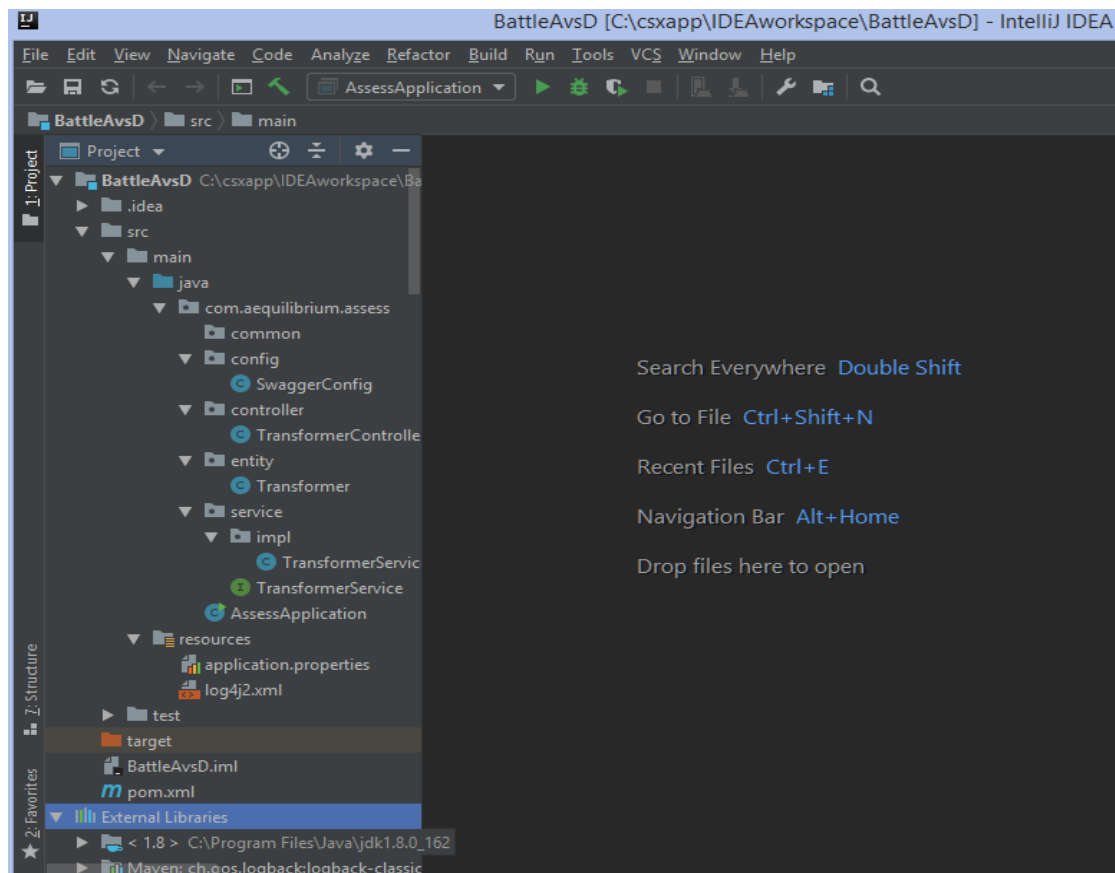 BattleAvsD [C:\csxapp\IDEAworkspace\BattleAvsD] - IntelliJ IDEA
File Edit View Navigate Code Analyze Refactor Build Run Tools VCS Window Help
AssessApplication
BattleAvsD src main
1: Project
Project
BattleAvsD C:\csxapp\IDEAworkspace\Ba
.idea
src
main
java
com.aequilibrium.assess
common
config
SwaggerConfig
controller
TransformerControlle
entity
Transformer
service
impl
TransformerServic
TransformerService
AssessApplication
resources
application.properties
log4j2.xml
test
target
BattleAvsD.iml
pom.xml
External Libraries
< 1.8 > C:\Program Files\Java\jdk1.8.0_162
Maven: ch.qos.logback:logback-classic
7: Structure
2: Favorites
Search Everywhere Double Shift
Go to File Ctrl+Shift+N
Recent Files Ctrl+E
Navigation Bar Alt+Home
Drop files here to open